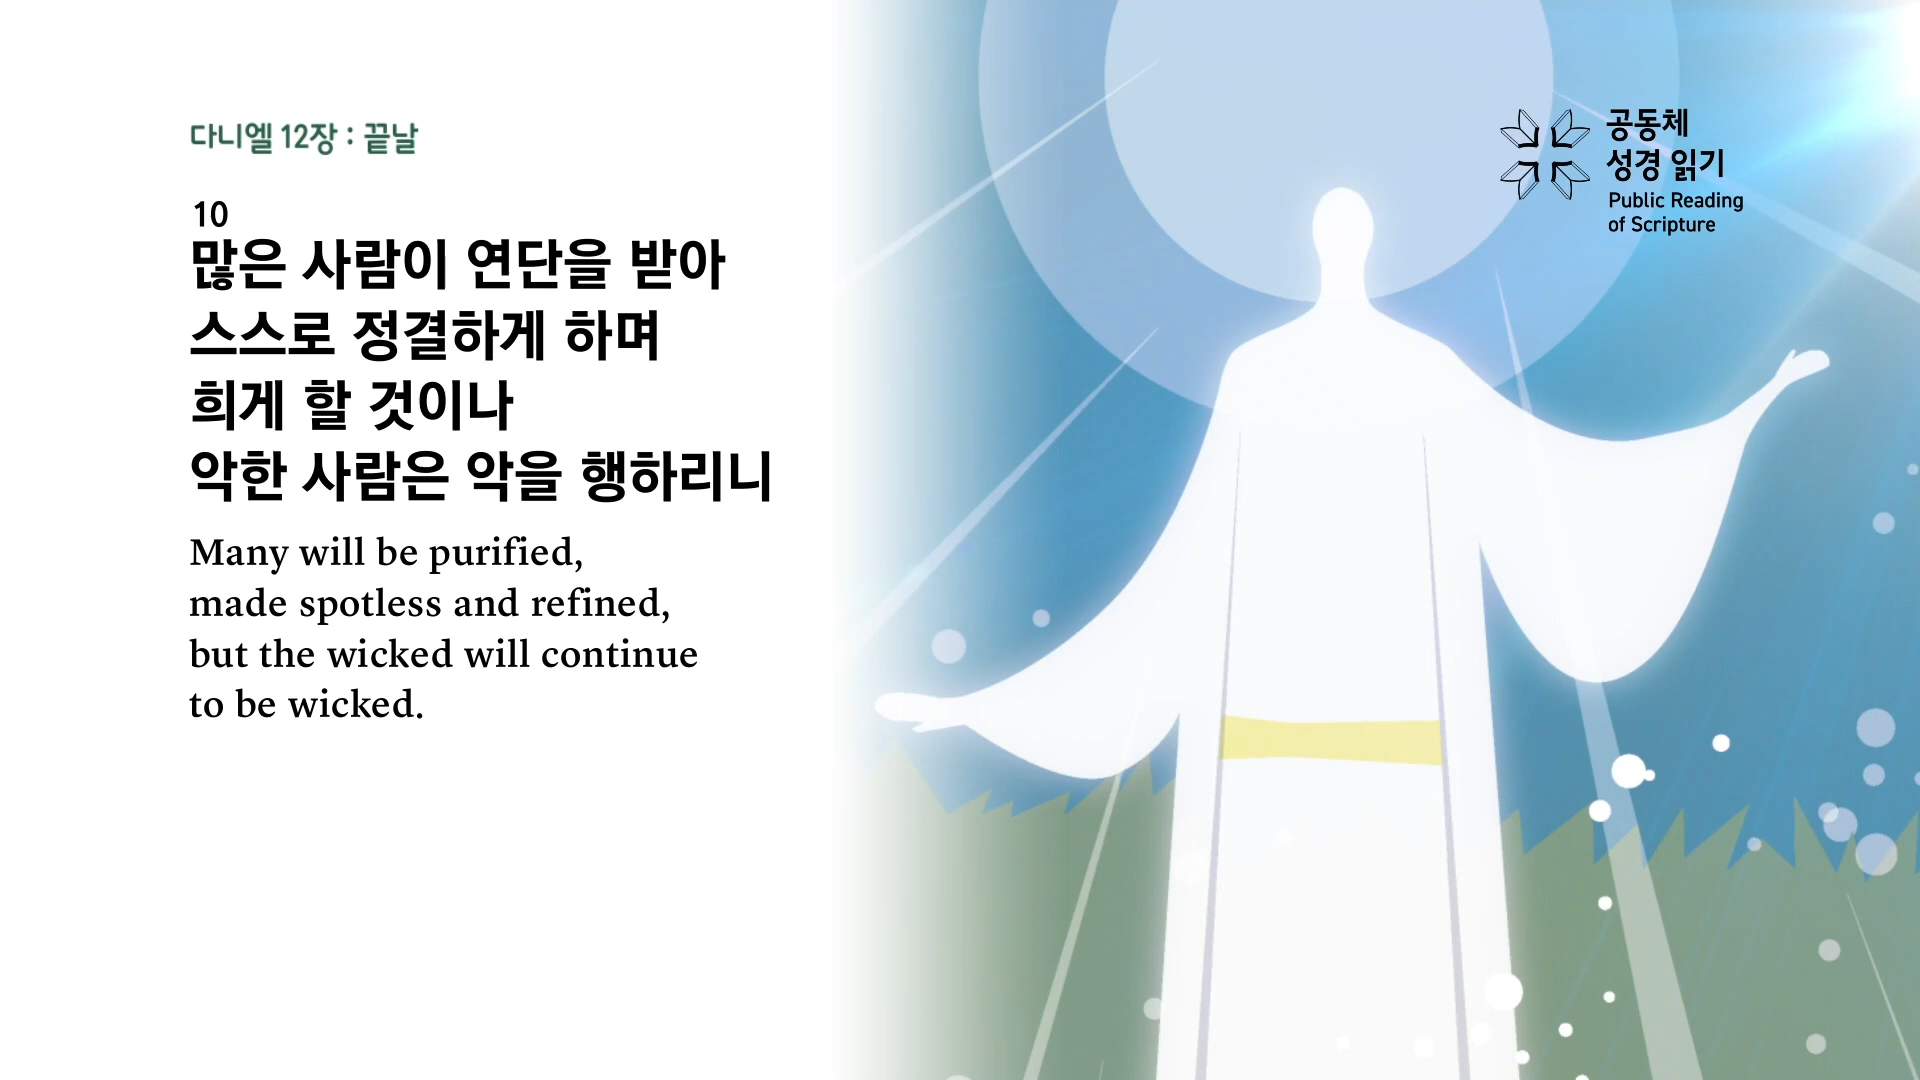 다니엘 12장 : 끝날
10
많은 사람이 연단을 받아
스스로 정결하게 하며
희게 할 것이나
악한 사람은 악을 행하리니
Many will be purified,
made spotless and refined,
but the wicked will continue
to be wicked.
공동체
성경 읽기
Public Reading
of Scripture